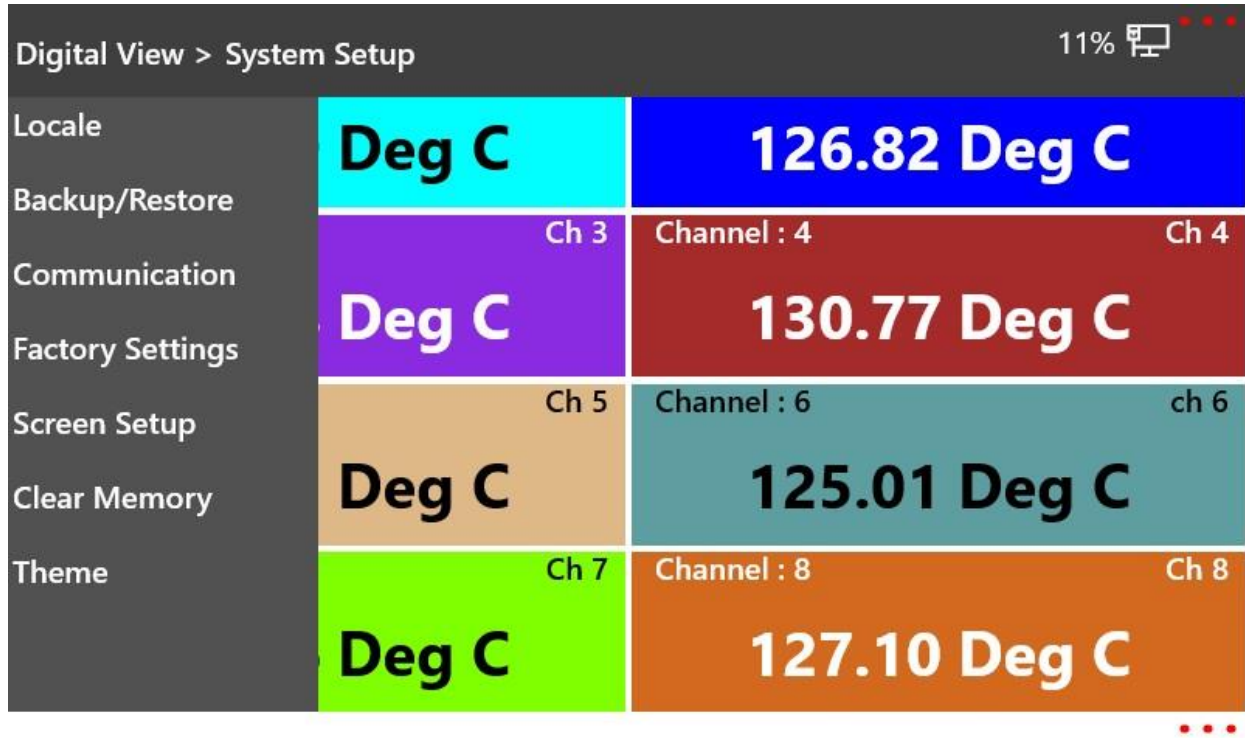 Digital View > System Setup
11%
Locale
Backup/Restore
Communication
Factory Settings
Screen Setup
Clear Memory
Theme
Deg C
126.82 Deg C
Ch 3
Deg C
Channel : 4 Ch 4
130.77 Deg C
Ch 5
Deg C
Channel : 6 ch 6
125.01 Deg C
Ch 7
Deg C
Channel : 8 Ch 8
127.10 Deg C